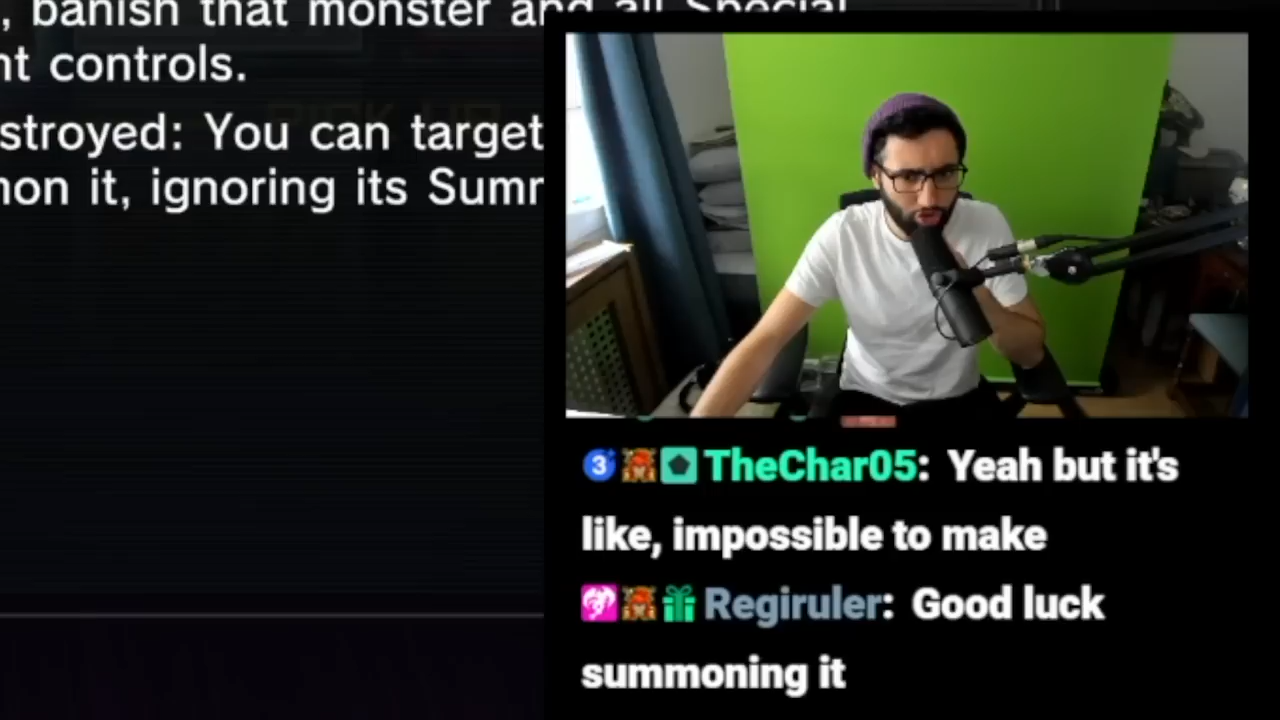 , banish that monster and all Special
nt controls.
stroyed: You can target
non it, ignoring its Sumr
3 TheChar05: Yeah but it's
like, impossible to make
Regiruler: Good luck
summoning it